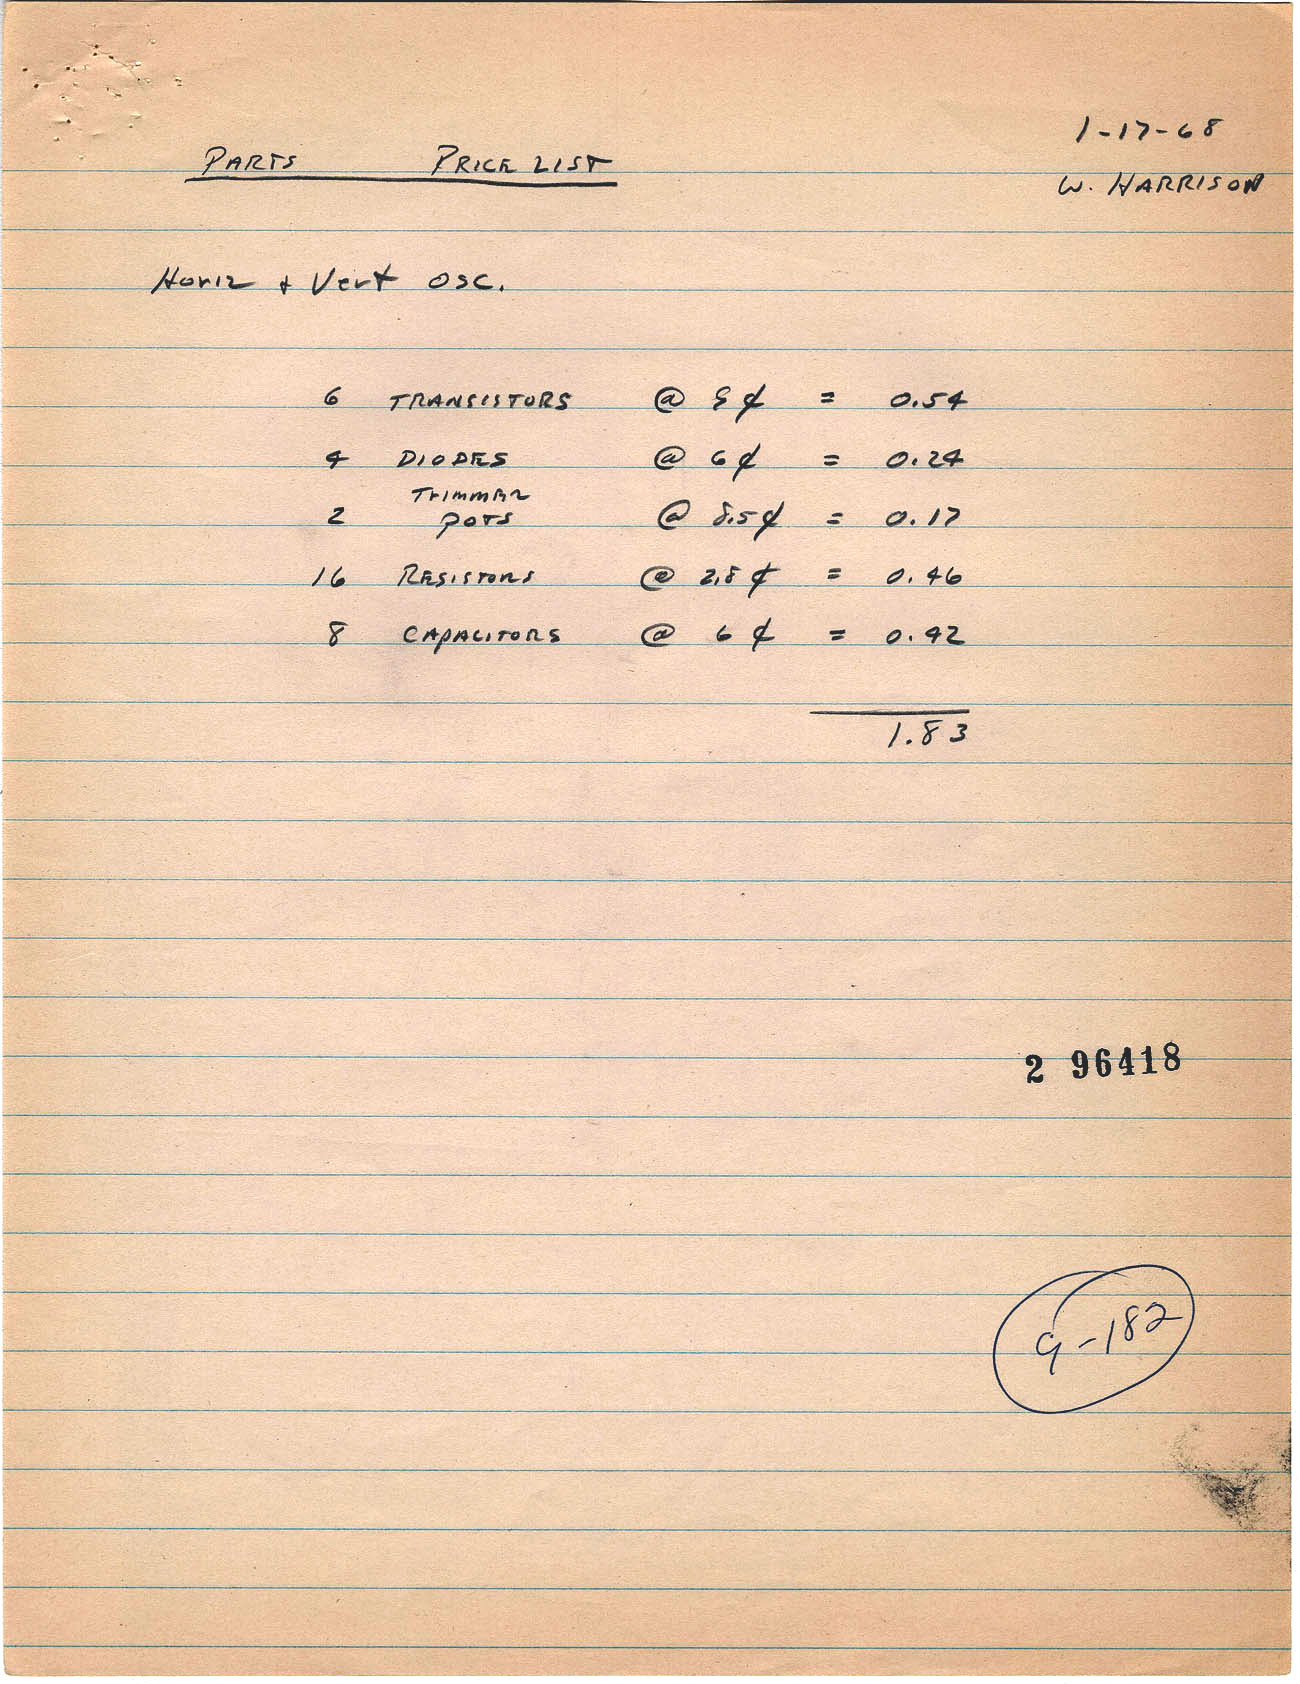 1-17-68
PARTS PRICE LIST
W. HARRISON
Horiz + Vert OSC.
6 TRANSISTORS @ 9¢ = 0.54
4 DIODES @ 6¢ = 0.24
Trimmer
2 POTS @ 8.5¢ = 0.17
16 RESISTORS @ 2.8¢ = 0.46
8 CAPACITORS @ 6¢ = 0.42
1.83
2 96418
9-182